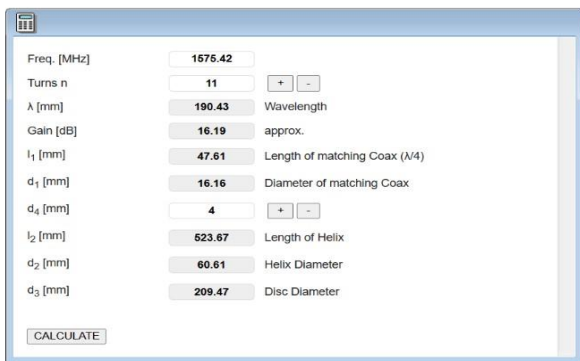 Freq. [MHz] 1575.42
Turns n 11 + -
λ [mm] 190.43 Wavelength
Gain [dB] 16.19 approx.
l₁ [mm] 47.61 Length of matching Coax (λ/4)
d₁ [mm] 16.16 Diameter of matching Coax
d₄ [mm] 4 + -
l₂ [mm] 523.67 Length of Helix
d₂ [mm] 60.61 Helix Diameter
d₃ [mm] 209.47 Disc Diameter
CALCULATE